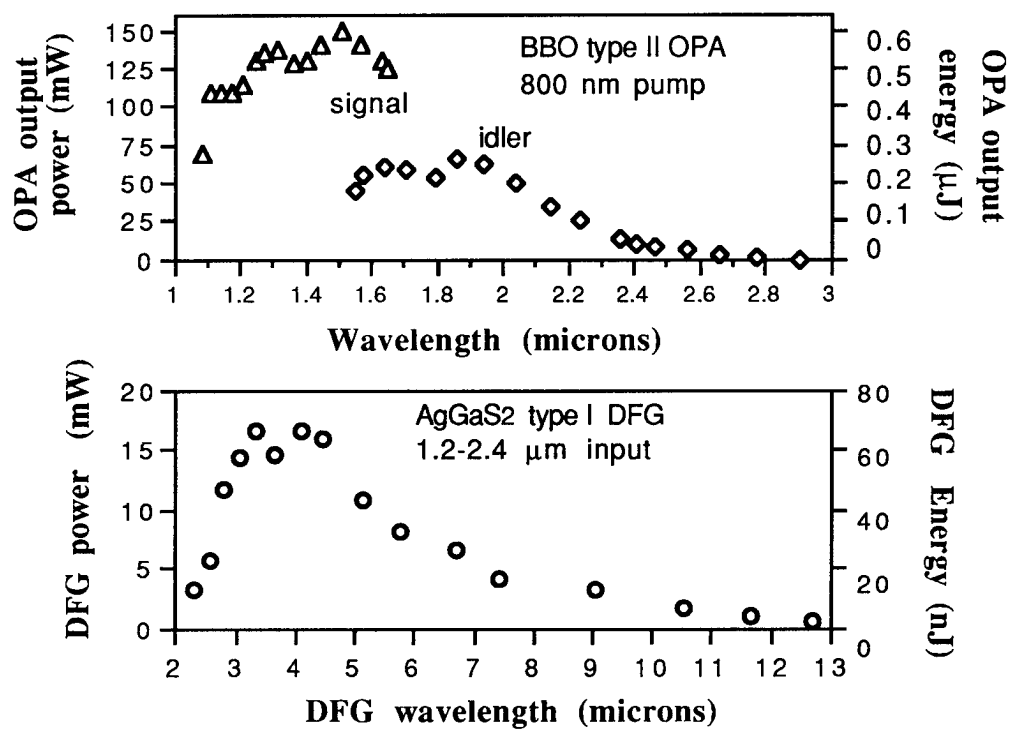 OPA output
power (mW)
150
125
100
75
50
25
0
BBO type II OPA
800 nm pump
signal
idler
0.6
0.5
0.4
0.3
0.2
0.1
0
OPA output
energy (μJ)
1 1.2 1.4 1.6 1.8 2 2.2 2.4 2.6 2.8 3
Wavelength (microns)
DFG power (mW)
20
15
10
5
0
AgGaS2 type I DFG
1.2-2.4 μm input
80
60
40
20
0
DFG Energy (nJ)
2 3 4 5 6 7 8 9 10 11 12 13
DFG wavelength (microns)